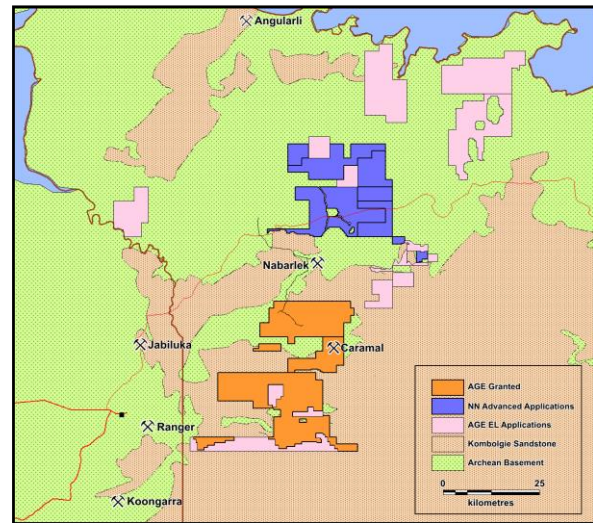 Angularli
Nabarlek
Jabiluka
Caramal
Ranger
Koongarra
AGE Granted
NN Advanced Applications
AGE EL Applications
Kombolgie Sandstone
Archean Basement
0 25
kilometres